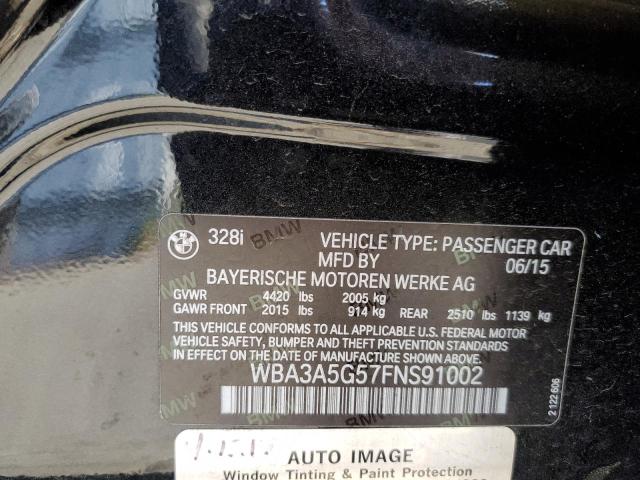 328i VEHICLE TYPE: PASSENGER CAR
MFD BY 06/15
BAYERISCHE MOTOREN WERKE AG
GVWR 4420 lbs 2005 kg
GAWR FRONT 2015 lbs 914 kg REAR 2510 lbs 1139 kg
THIS VEHICLE CONFORMS TO ALL APPLICABLE U.S. FEDERAL MOTOR
VEHICLE SAFETY, BUMPER AND THEFT PREVENTION STANDARDS IN
EFFECT ON THE DATE OF MANUFACTURE SHOWN ABOVE.
WBA3A5G57FNS91002
2 122 606
AUTO IMAGE
Window Tinting & Paint Protection